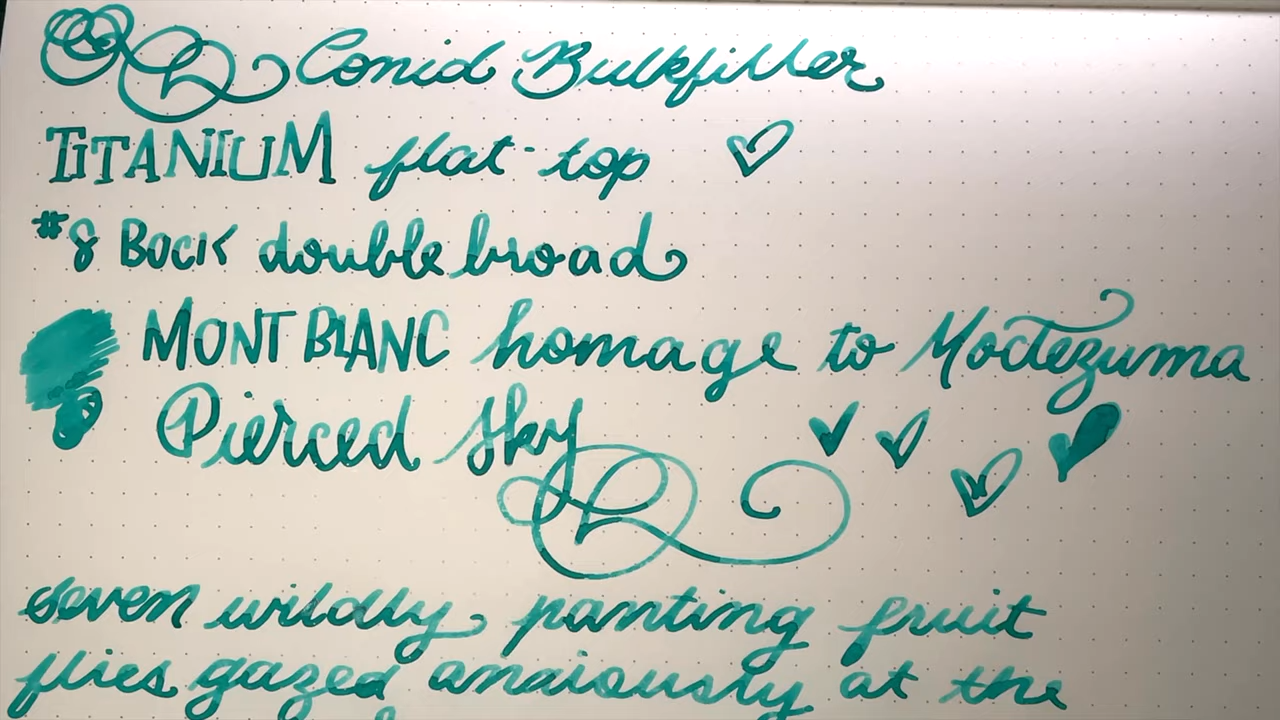 Conid Bulkfiller
TITANIUM flat-top
#8 Bock double broad
MONTBLANC homage to Moctezuma
Pierced Sky
seven wildly panting fruit
flies gazed anxiously at the